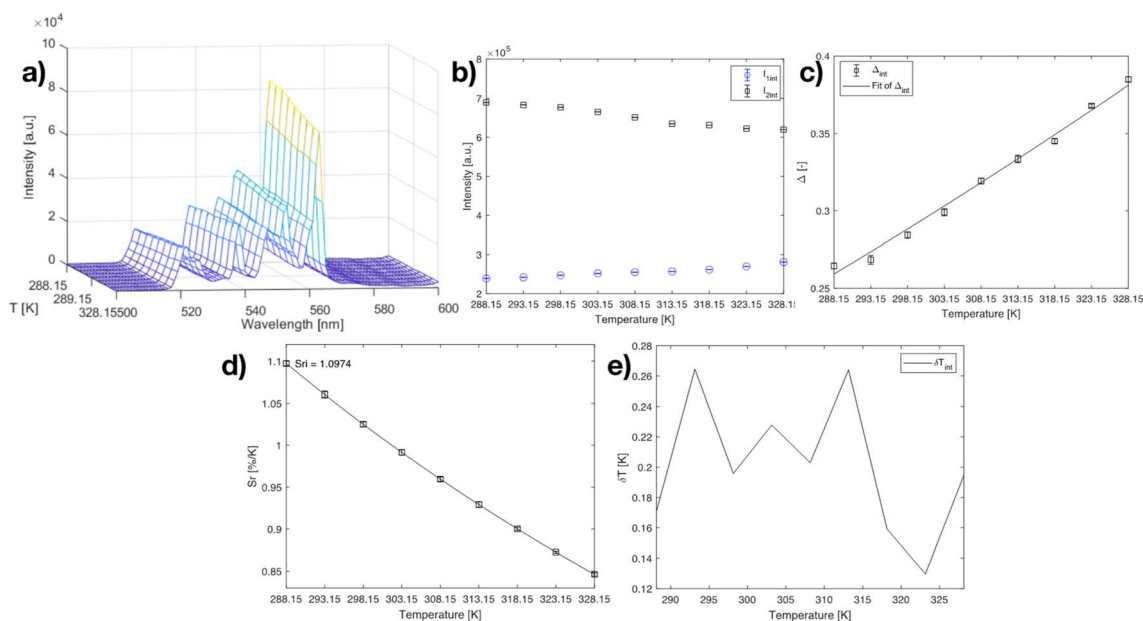 a)
×10⁴
10
8
6
4
2
0
Intensity [a.u.]
288.15
289.15
328.15
T [K]
500
520
540
560
580
600
Wavelength [nm]
b)
×10⁵
8
7
6
5
4
3
2
Intensity [a.u.]
I1int
I2int
288.15 293.15 298.15 303.15 308.15 313.15 318.15 323.15 328.15
Temperature [K]
c)
0.4
0.35
0.3
0.25
Δ [-]
Δint
Fit of Δint
288.15 293.15 298.15 303.15 308.15 313.15 318.15 323.15 328.15
Temperature [K]
d)
1.1
1.05
1
0.95
0.9
0.85
Sr [%/K]
Sri = 1.0974
288.15 293.15 298.15 303.15 308.15 313.15 318.15 323.15 328.15
Temperature [K]
e)
0.28
0.26
0.24
0.22
0.2
0.18
0.16
0.14
0.12
δT [K]
δTint
290 295 300 305 310 315 320 325
Temperature [K]